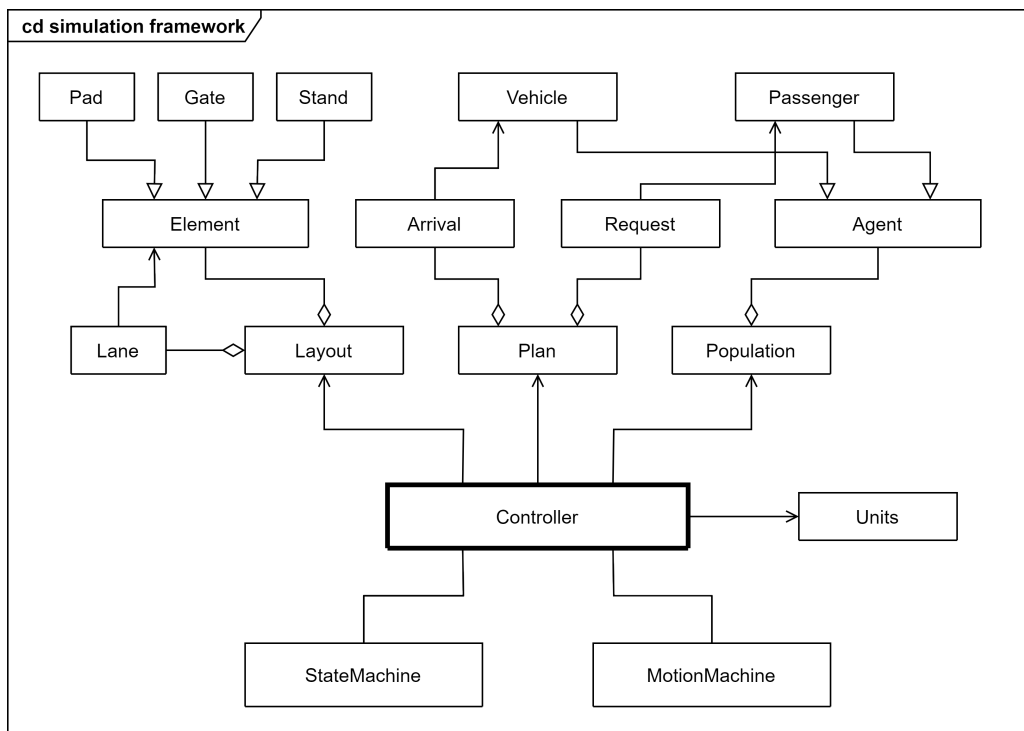 cd simulation framework
Pad
Gate
Stand
Vehicle
Passenger
Element
Arrival
Request
Agent
Lane
Layout
Plan
Population
Controller
Units
StateMachine
MotionMachine